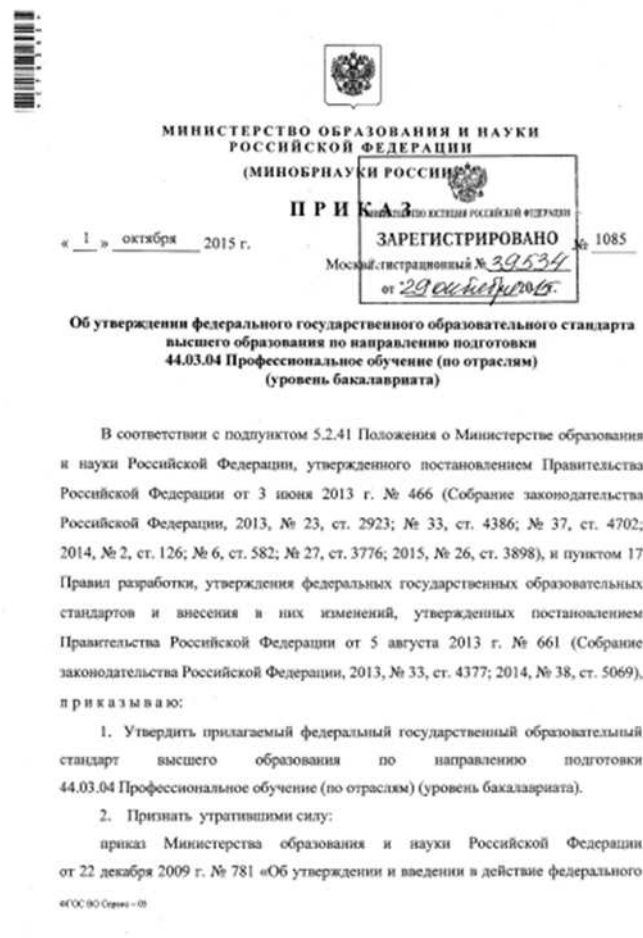 МИНИСТЕРСТВО ОБРАЗОВАНИЯ И НАУКИ
РОССИЙСКОЙ ФЕДЕРАЦИИ
(МИНОБРНАУКИ РОССИИ)
ПРИКАЗ
МИНИСТЕРСТВО ЮСТИЦИИ РОССИЙСКОЙ ФЕДЕРАЦИИ
ЗАРЕГИСТРИРОВАНО
« 1 » октября 2015 г.
№ 1085
Москва
Регистрационный № 39534
от "29 октября 2015.
Об утверждении федерального государственного образовательного стандарта
высшего образования по направлению подготовки
44.03.04 Профессиональное обучение (по отраслям)
(уровень бакалавриата)
В соответствии с подпунктом 5.2.41 Положения о Министерстве образования
и науки Российской Федерации, утвержденного постановлением Правительства
Российской Федерации от 3 июня 2013 г. № 466 (Собрание законодательства
Российской Федерации, 2013, № 23, ст. 2923; № 33, ст. 4386; № 37, ст. 4702;
2014, № 2, ст. 126; № 6, ст. 582; № 27, ст. 3776; 2015, № 26, ст. 3898), и пунктом 17
Правил разработки, утверждения федеральных государственных образовательных
стандартов и внесения в них изменений, утвержденных постановлением
Правительства Российской Федерации от 5 августа 2013 г. № 661 (Собрание
законодательства Российской Федерации, 2013, № 33, ст. 4377; 2014, № 38, ст. 5069),
приказываю:
1. Утвердить прилагаемый федеральный государственный образовательный
стандарт высшего образования по направлению подготовки
44.03.04 Профессиональное обучение (по отраслям) (уровень бакалавриата).
2. Признать утратившими силу:
приказ Министерства образования и науки Российской Федерации
от 22 декабря 2009 г. № 781 «Об утверждении и введении в действие федерального
ФГОС ВО Серово – 05